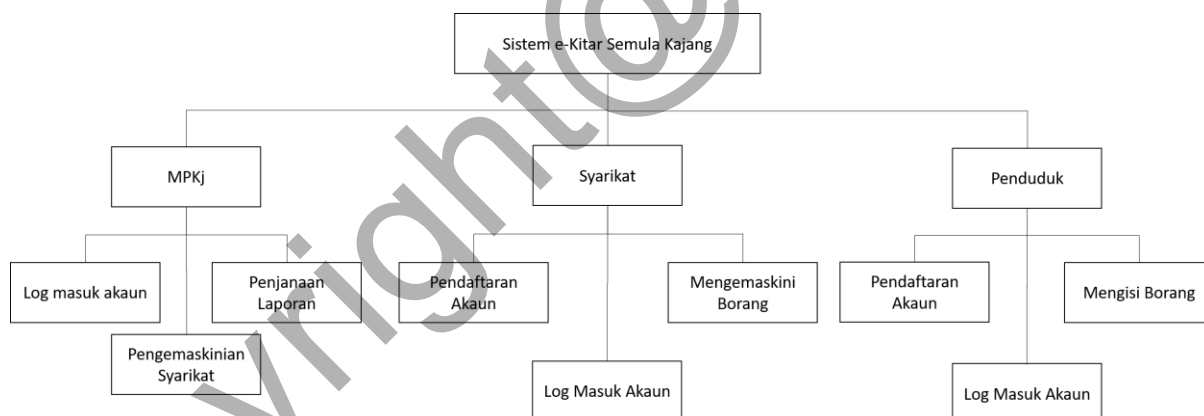 Sistem e-Kitar Semula Kajang
MPKj
Syarikat
Penduduk
Log masuk akaun
Penjanaan
Laporan
Pengemaskinian
Syarikat
Pendaftaran
Akaun
Mengemaskini
Borang
Log Masuk Akaun
Pendaftaran
Akaun
Mengisi Borang
Log Masuk Akaun
yright@